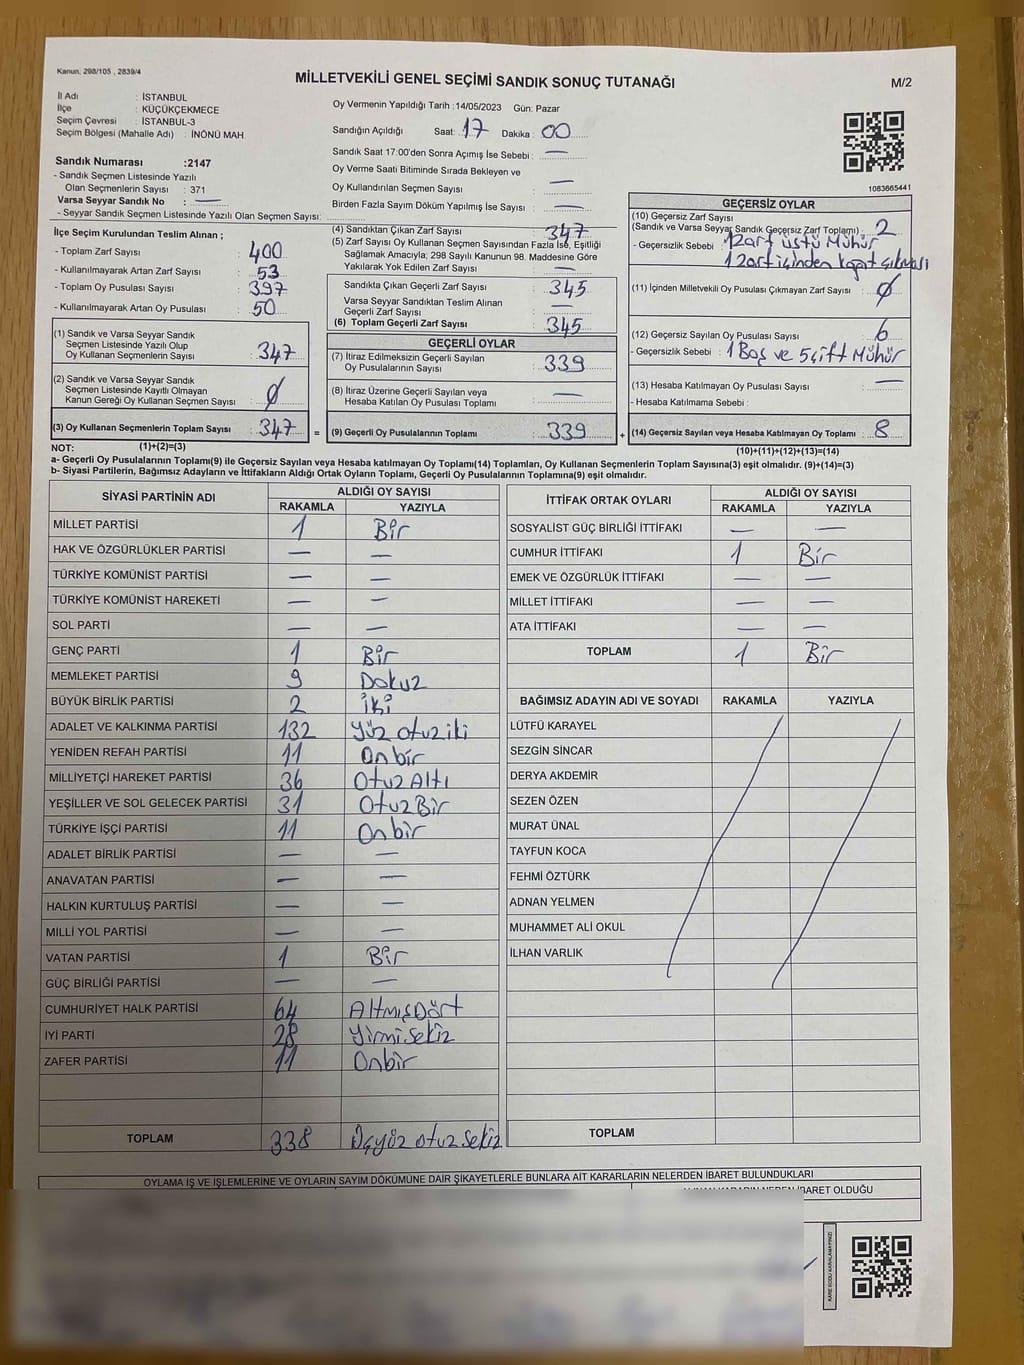 Kanun; 298/105 , 2839/4
MİLLETVEKİLİ GENEL SEÇİMİ SANDIK SONUÇ TUTANAĞI
M/2
İl Adı : İSTANBUL
İlçe : KÜÇÜKÇEKMECE
Seçim Çevresi : İSTANBUL-3
Seçim Bölgesi (Mahalle Adı) : İNÖNÜ MAH.
Sandık Numarası :2147
- Sandık Seçmen Listesinde Yazılı
Olan Seçmenlerin Sayısı : 371
Varsa Seyyar Sandık No : —
- Seyyar Sandık Seçmen Listesinde Yazılı Olan Seçmen Sayısı:
Oy Vermenin Yapıldığı Tarih :14/05/2023 Gün: Pazar
Sandığın Açıldığı Saat: 17 Dakika : 00
Sandık Saat 17:00'den Sonra Açımış İse Sebebi : —
Oy Verme Saati Bitiminde Sırada Bekleyen ve
Oy Kullandırılan Seçmen Sayısı : —
Birden Fazla Sayım Döküm Yapılmış İse Sayısı : —
1083665441
İlçe Seçim Kurulundan Teslim Alınan ;
- Toplam Zarf Sayısı : 400
- Kullanılmayarak Artan Zarf Sayısı : 53
- Toplam Oy Pusulası Sayısı : 397
- Kullanılmayarak Artan Oy Pusulası : 50
(1) Sandık ve Varsa Seyyar Sandık
Seçmen Listesinde Yazılı Olup
Oy Kullanan Seçmenlerin Sayısı : 347
(2) Sandık ve Varsa Seyyar Sandık
Seçmen Listesinde Kayıtlı Olmayan
Kanun Gereği Oy Kullanan Seçmen Sayısı : Ø
(3) Oy Kullanan Seçmenlerin Toplam Sayısı : 347
(4) Sandıktan Çıkan Zarf Sayısı : 347
(5) Zarf Sayısı Oy Kullanan Seçmen Sayısından Fazla İse, Eşitliği
Sağlamak Amacıyla; 298 Sayılı Kanunun 98. Maddesine Göre
Yakılarak Yok Edilen Zarf Sayısı : —
Sandıkta Çıkan Geçerli Zarf Sayısı : 345
Varsa Seyyar Sandıktan Teslim Alınan
Geçerli Zarf Sayısı : —
(6) Toplam Geçerli Zarf Sayısı : 345
GEÇERLİ OYLAR
(7) İtiraz Edilmeksizin Geçerli Sayılan
Oy Pusulalarının Sayısı : 339
(8) İtiraz Üzerine Geçerli Sayılan veya
Hesaba Katılan Oy Pusulası Toplamı : —
= (9) Geçerli Oy Pusulalarının Toplamı : 339 +
GEÇERSİZ OYLAR
(10) Geçersiz Zarf Sayısı
(Sandık ve Varsa Seyyar Sandık Geçersiz Zarf Toplamı) : 2
- Geçersizlik Sebebi : 1 Zarf üstü Mühür
1 Zarf içinden kağıt çıkması
(11) İçinden Milletvekili Oy Pusulası Çıkmayan Zarf Sayısı : Ø
(12) Geçersiz Sayılan Oy Pusulası Sayısı : 6
- Geçersizlik Sebebi : 1 Boş ve 5 çift Mühür
(13) Hesaba Katılmayan Oy Pusulası Sayısı : —
- Hesaba Katılmama Sebebi :
(14) Geçersiz Sayılan veya Hesaba Katılmayan Oy Toplamı : 8
NOT: (1)+(2)=(3)
(10)+(11)+(12)+(13)=(14)
a- Geçerli Oy Pusulalarının Toplamı(9) ile Geçersiz Sayılan veya Hesaba katılmayan Oy Toplamı(14) Toplamları, Oy Kullanan Seçmenlerin Toplam Sayısına(3) eşit olmalıdır. (9)+(14)=(3)
b- Siyasi Partilerin, Bağımsız Adayların ve İttifakların Aldığı Ortak Oyların Toplamı, Geçerli Oy Pusulalarının Toplamına(9) eşit olmalıdır.
SİYASİ PARTİNİN ADI ALDIĞI OY SAYISI
RAKAMLA YAZIYLA
MİLLET PARTİSİ 1 Bir
HAK VE ÖZGÜRLÜKLER PARTİSİ — —
TÜRKİYE KOMÜNİST PARTİSİ — —
TÜRKİYE KOMÜNİST HAREKETİ — —
SOL PARTİ — —
GENÇ PARTİ 1 Bir
MEMLEKET PARTİSİ 9 Dokuz
BÜYÜK BİRLİK PARTİSİ 2 İki
ADALET VE KALKINMA PARTİSİ 132 Yüz otuz iki
YENİDEN REFAH PARTİSİ 11 Onbir
MİLLİYETÇİ HAREKET PARTİSİ 36 Otuz Altı
YEŞİLLER VE SOL GELECEK PARTİSİ 31 Otuz Bir
TÜRKİYE İŞÇİ PARTİSİ 11 Onbir
ADALET BİRLİK PARTİSİ — —
ANAVATAN PARTİSİ — —
HALKIN KURTULUŞ PARTİSİ — —
MİLLİ YOL PARTİSİ — —
VATAN PARTİSİ 1 Bir
GÜÇ BİRLİĞİ PARTİSİ — —
CUMHURİYET HALK PARTİSİ 64 Altmış Dört
İYİ PARTİ 28 Yirmi Sekiz
ZAFER PARTİSİ 11 Onbir
TOPLAM 338 Üçyüz otuz sekiz
İTTİFAK ORTAK OYLARI ALDIĞI OY SAYISI
RAKAMLA YAZIYLA
SOSYALİST GÜÇ BİRLİĞİ İTTİFAKI — —
CUMHUR İTTİFAKI 1 Bir
EMEK VE ÖZGÜRLÜK İTTİFAKI — —
MİLLET İTTİFAKI — —
ATA İTTİFAKI — —
TOPLAM 1 Bir
BAĞIMSIZ ADAYIN ADI VE SOYADI RAKAMLA YAZIYLA
LÜTFÜ KARAYEL
SEZGİN SİNCAR
DERYA AKDEMİR
SEZEN ÖZEN
MURAT ÜNAL
TAYFUN KOCA
FEHMİ ÖZTÜRK
ADNAN YELMEN
MUHAMMET ALİ OKUL
İLHAN VARLIK
TOPLAM
OYLAMA İŞ VE İŞLEMLERİNE VE OYLARIN SAYIM DÖKÜMÜNE DAİR ŞİKAYETLERLE BUNLARA AİT KARARLARIN NELERDEN İBARET BULUNDUKLARI
İBARET OLDUĞU